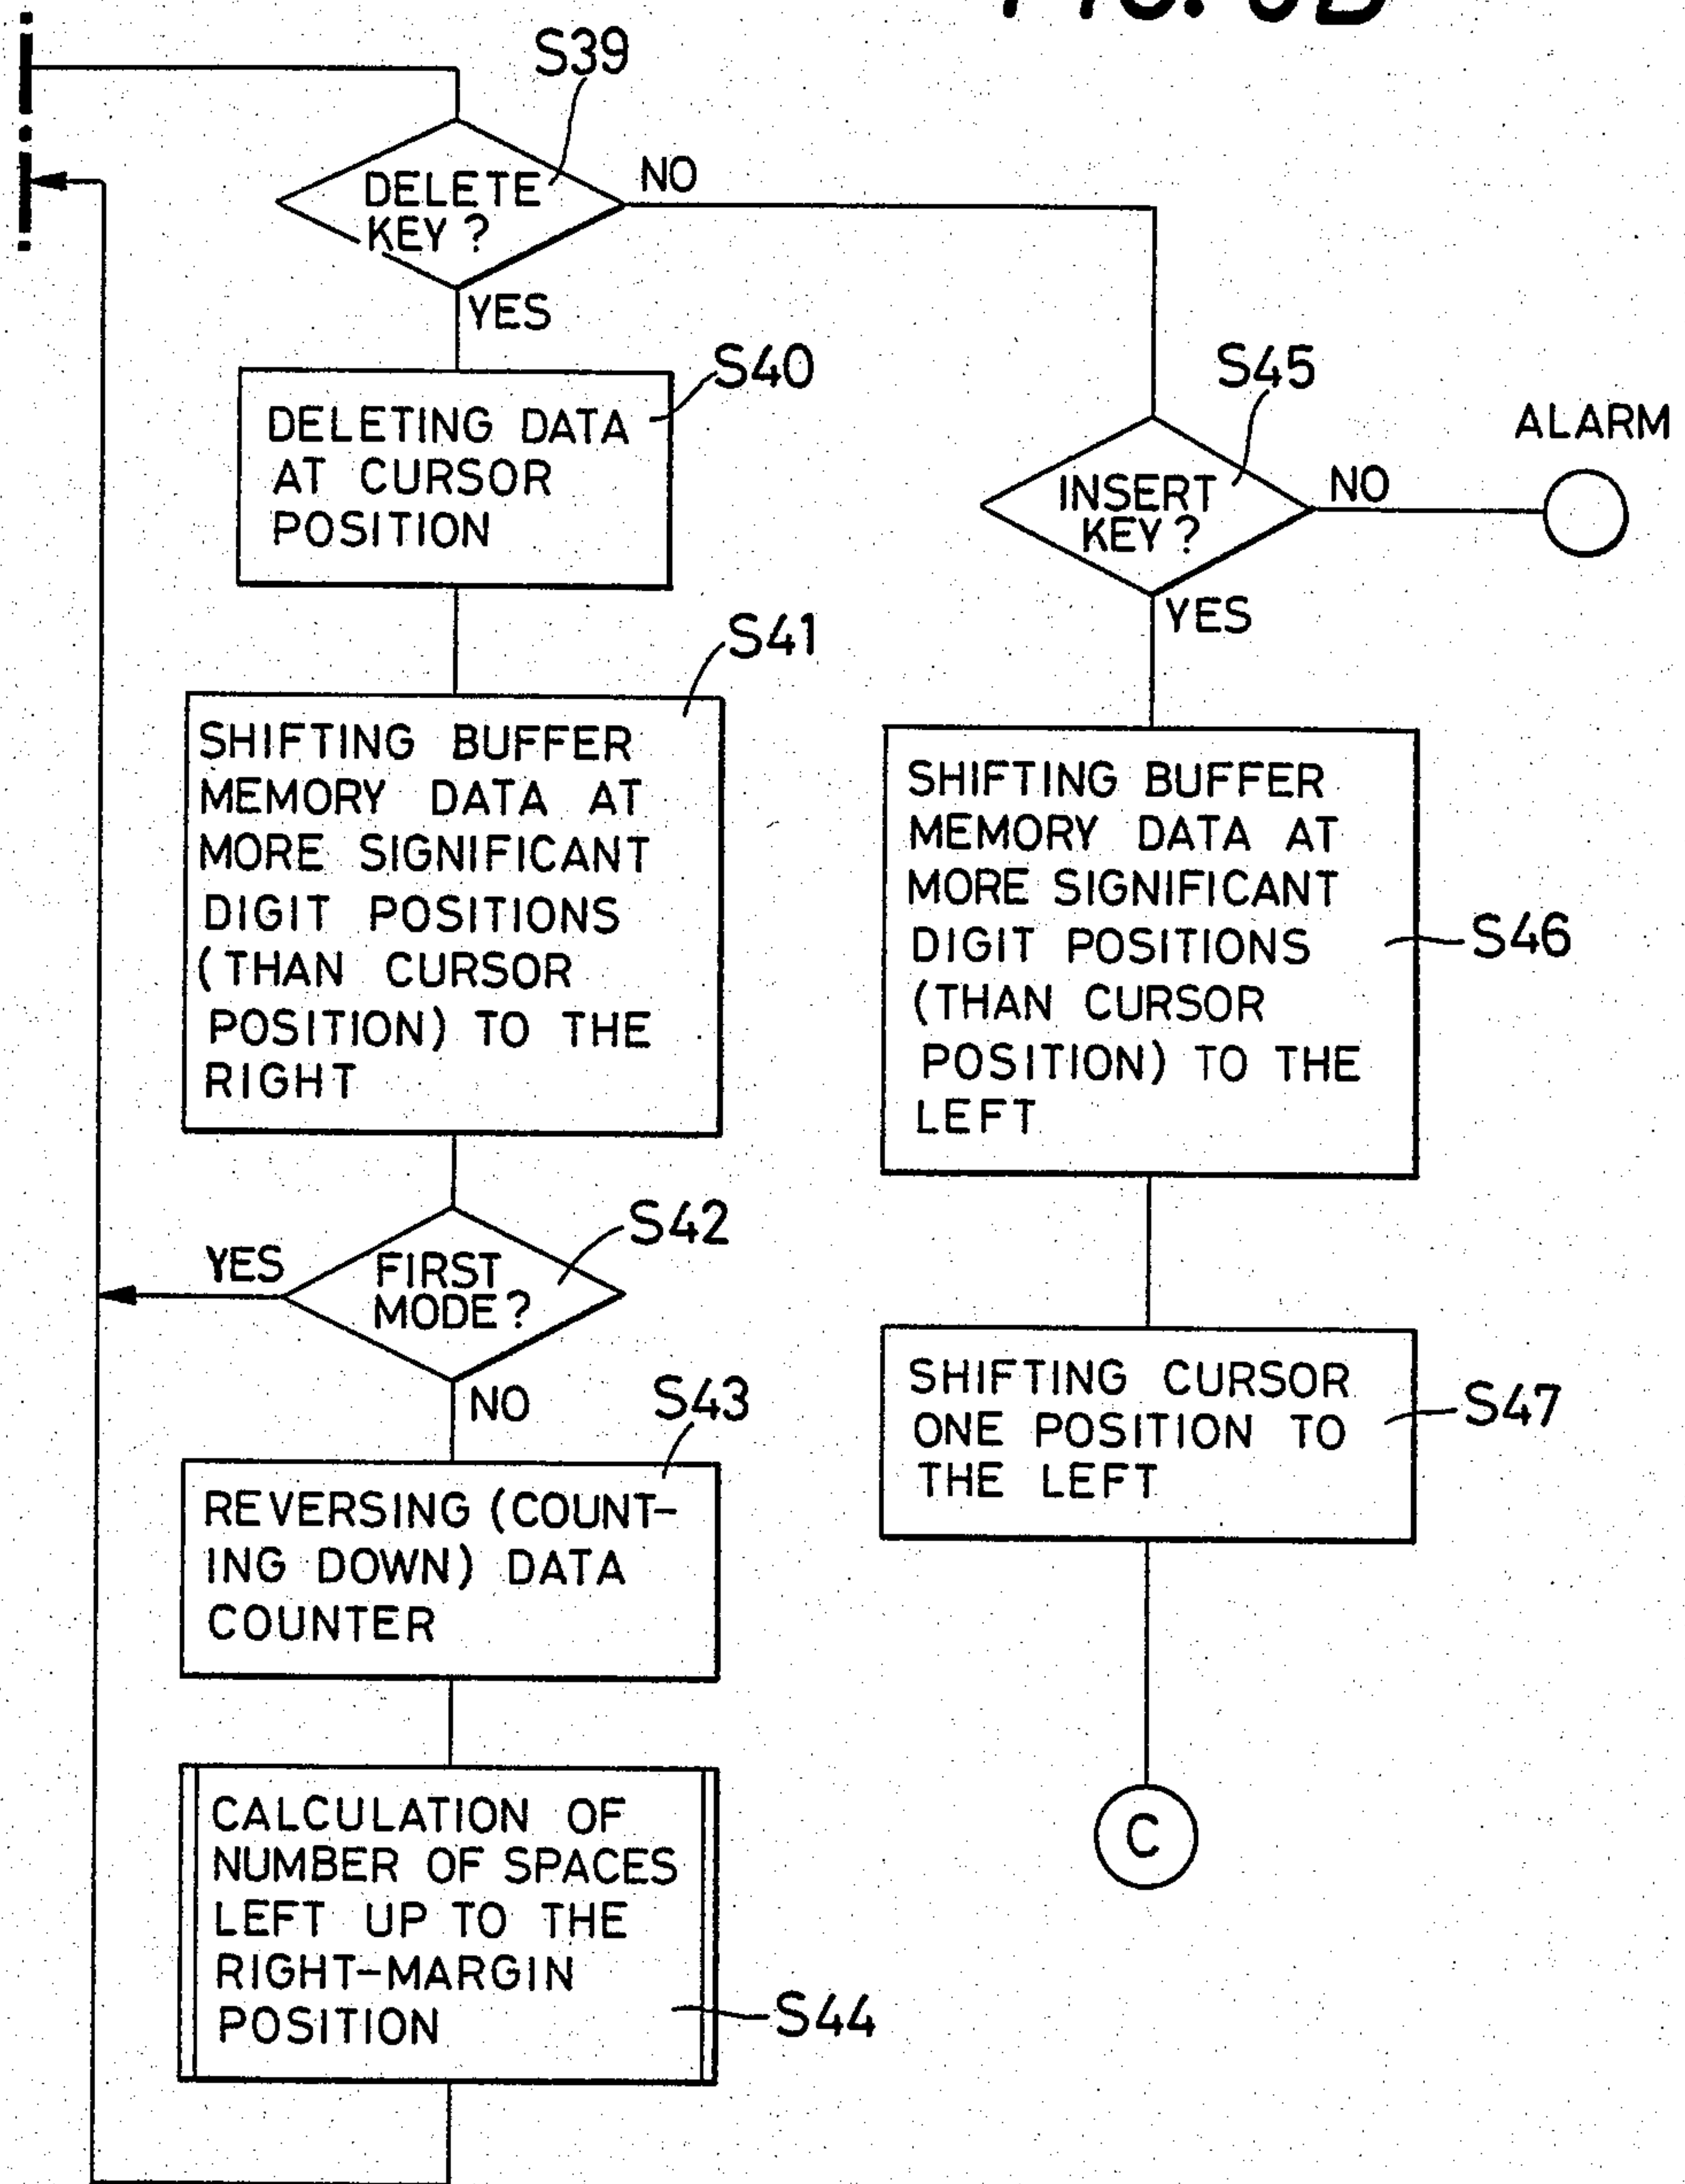 S39
DELETE
KEY?
NO
YES
S40
DELETING DATA
AT CURSOR
POSITION
S45
ALARM
INSERT
KEY?
NO
YES
S41
SHIFTING BUFFER
MEMORY DATA AT
MORE SIGNIFICANT
DIGIT POSITIONS
(THAN CURSOR
POSITION) TO THE
RIGHT
SHIFTING BUFFER
MEMORY DATA AT
MORE SIGNIFICANT
DIGIT POSITIONS
(THAN CURSOR
POSITION) TO THE
LEFT
S46
S42
YES
FIRST
MODE?
NO
S43
REVERSING (COUNT-
ING DOWN) DATA
COUNTER
SHIFTING CURSOR
ONE POSITION TO
THE LEFT
S47
CALCULATION OF
NUMBER OF SPACES
LEFT UP TO THE
RIGHT-MARGIN
POSITION
S44
C